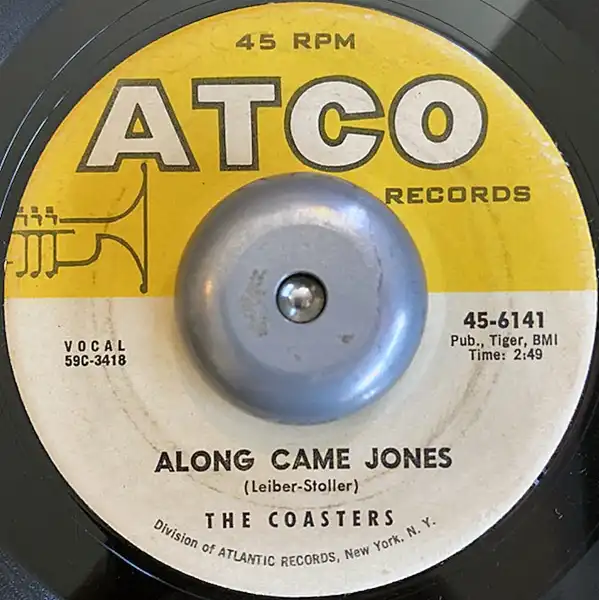 45 RPM
ATCO
RECORDS
VOCAL
59C-3418
45-6141
Pub., Tiger, BMI
Time: 2:49
ALONG CAME JONES
(Leiber-Stoller)
THE COASTERS
Division of ATLANTIC RECORDS, New York, N. Y.